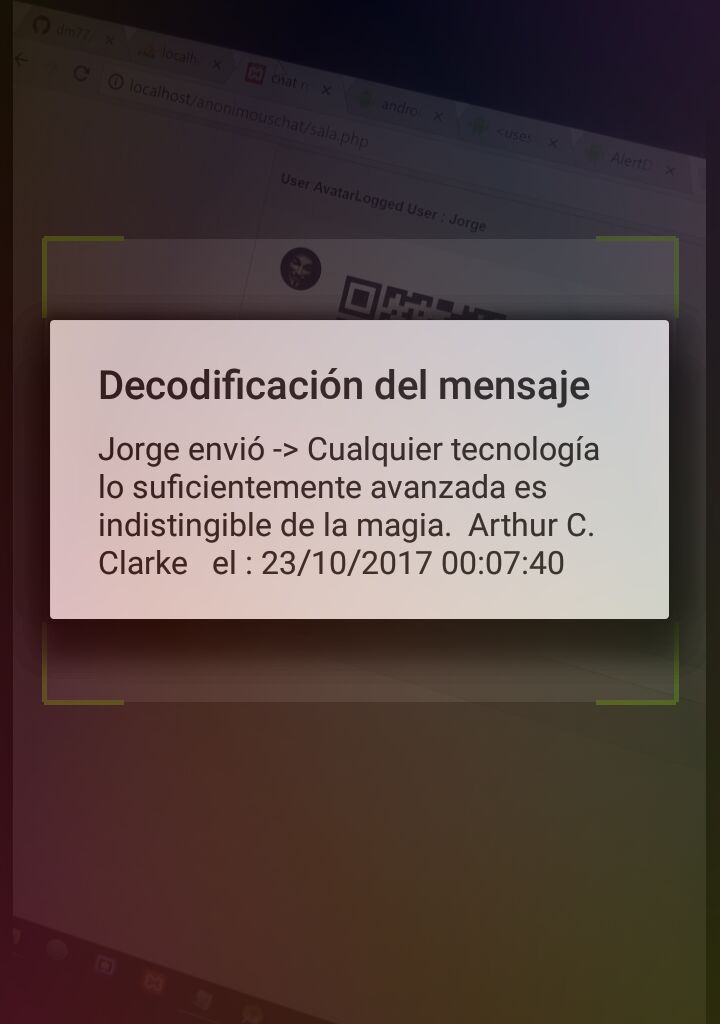 dm77
localh
chat n
andro
<uses
AlertD
localhost/anonimouschat/sala.php
User AvatarLogged User : Jorge
Decodificación del mensaje
Jorge envió -> Cualquier tecnología
lo suficientemente avanzada es
indistingible de la magia.  Arthur C.
Clarke   el : 23/10/2017 00:07:40